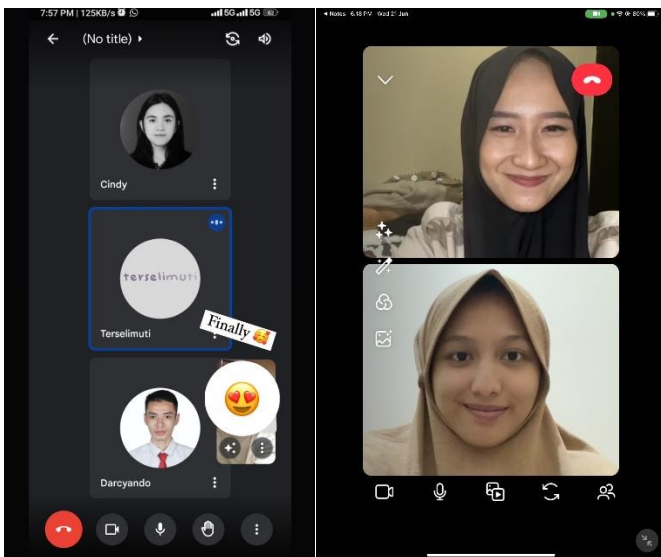 7:57 PM | 125KB/s
5G 5G 82
(No title)
Cindy
terselimuti
Terselimuti
Finally 🥰
Darcyando
Notes 6.18 PM Wed 21 Jun
80%